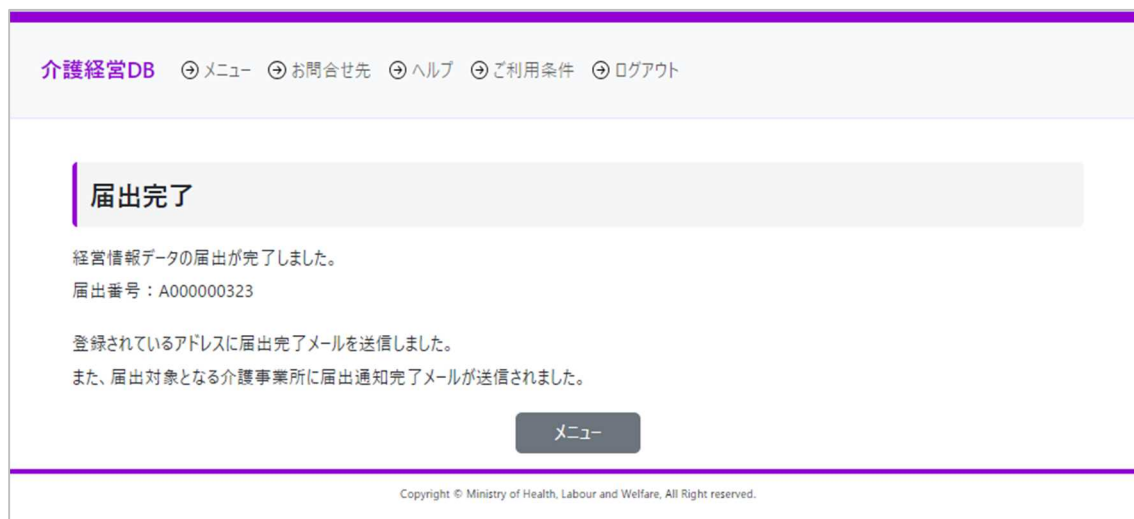 介護経営DB メニュー お問合せ先 ヘルプ ご利用条件 ログアウト
届出完了
経営情報データの届出が完了しました。
届出番号：A000000323
登録されているアドレスに届出完了メールを送信しました。
また、届出対象となる介護事業所に届出通知完了メールが送信されました。
メニュー
Copyright © Ministry of Health, Labour and Welfare, All Right reserved.